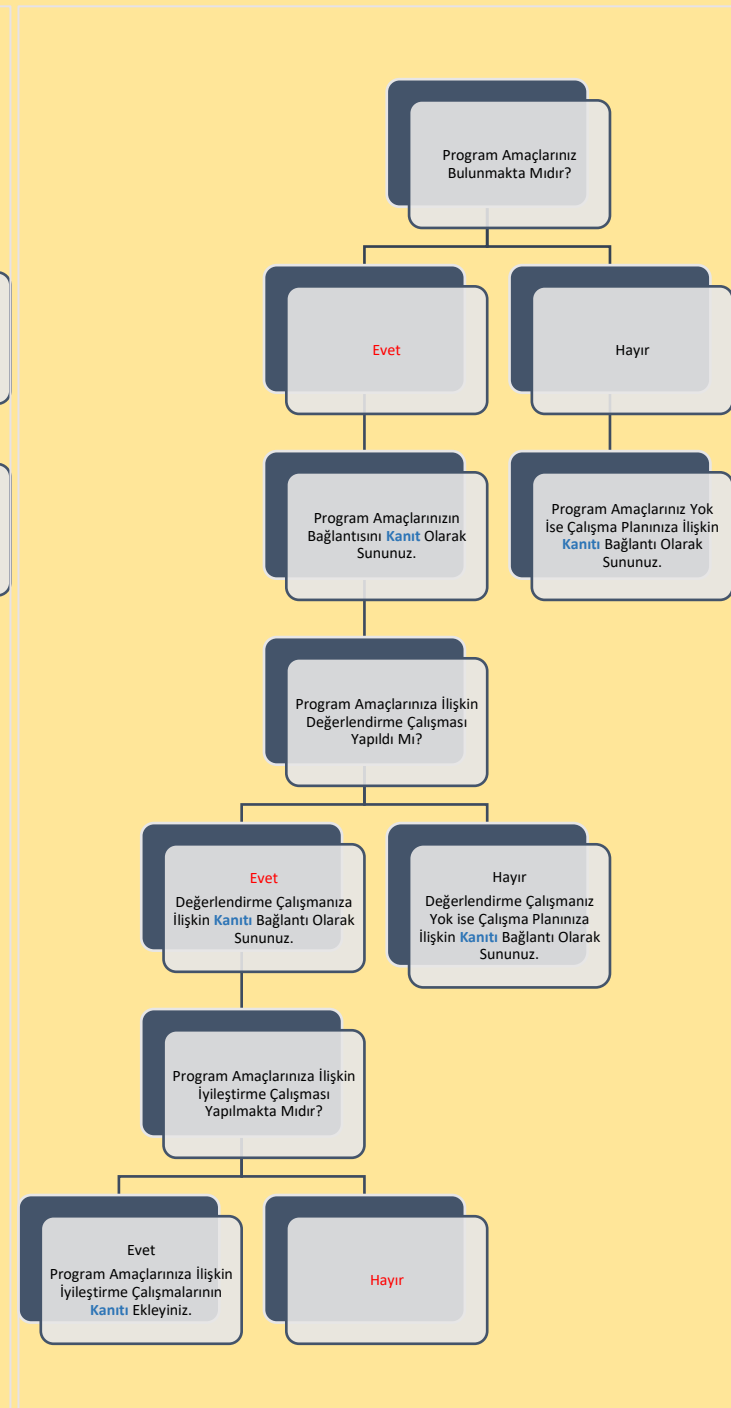 Program Amaçlarınız
Bulunmakta Mıdır?
Evet
Hayır
Program Amaçlarınızın
Bağlantısını Kanıt Olarak
Sununuz.
Program Amaçlarınız Yok
İse Çalışma Planınıza İlişkin
Kanıtı Bağlantı Olarak
Sununuz.
Program Amaçlarınıza İlişkin
Değerlendirme Çalışması
Yapıldı Mı?
Evet
Değerlendirme Çalışmanıza
İlişkin Kanıtı Bağlantı Olarak
Sununuz.
Hayır
Değerlendirme Çalışmanız
Yok ise Çalışma Planınıza
İlişkin Kanıtı Bağlantı Olarak
Sununuz.
Program Amaçlarınıza İlişkin
İyileştirme Çalışması
Yapılmakta Mıdır?
Evet
Program Amaçlarınıza İlişkin
İyileştirme Çalışmalarının
Kanıtı Ekleyiniz.
Hayır